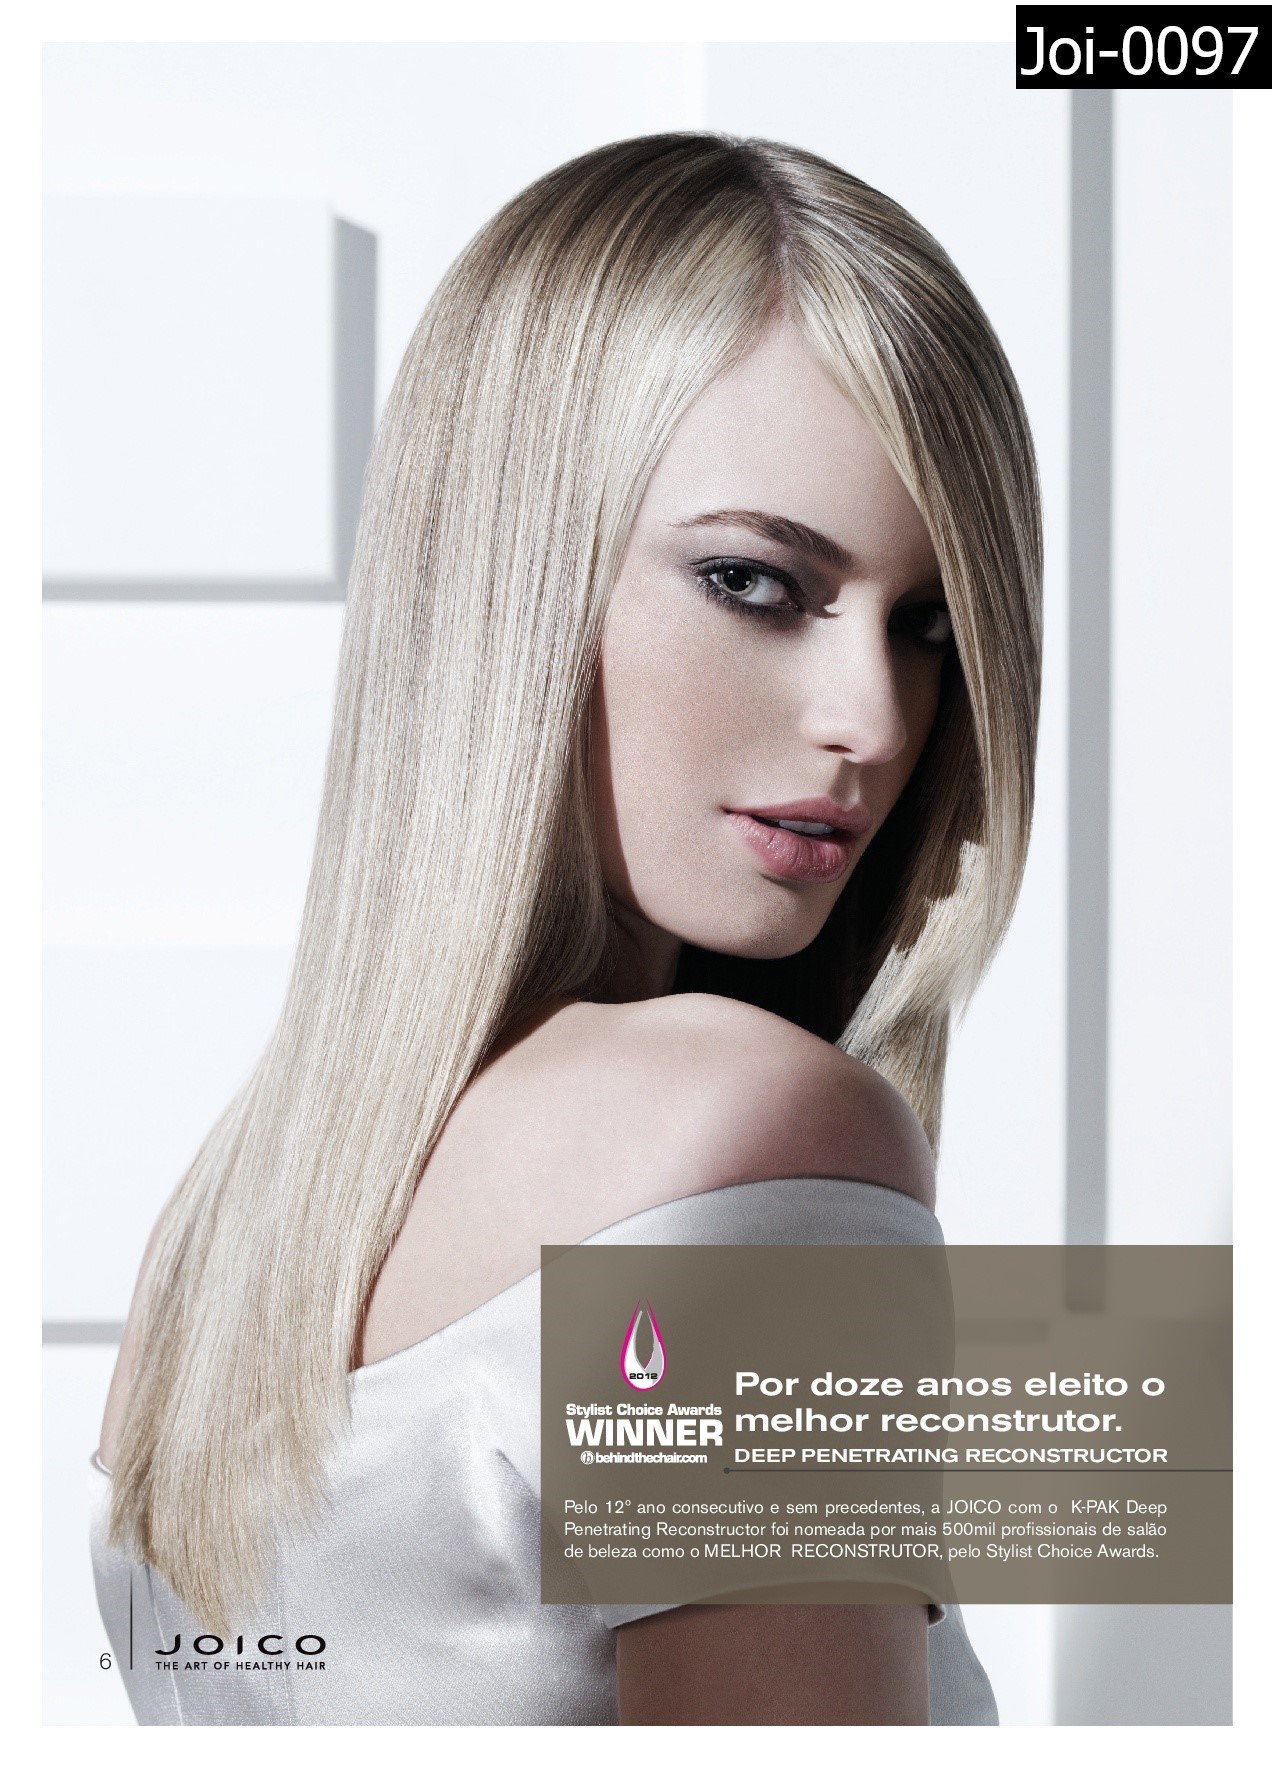 Joi-0097
2012
Stylist Choice Awards
WINNER
behindthechair.com
Por doze anos eleito o
melhor reconstrutor.
DEEP PENETRATING RECONSTRUCTOR
Pelo 12º ano consecutivo e sem precedentes, a JOICO com o K-PAK Deep
Penetrating Reconstructor foi nomeada por mais 500mil profissionais de salão
de beleza como o MELHOR RECONSTRUTOR, pelo Stylist Choice Awards.
6
JOICO
THE ART OF HEALTHY HAIR